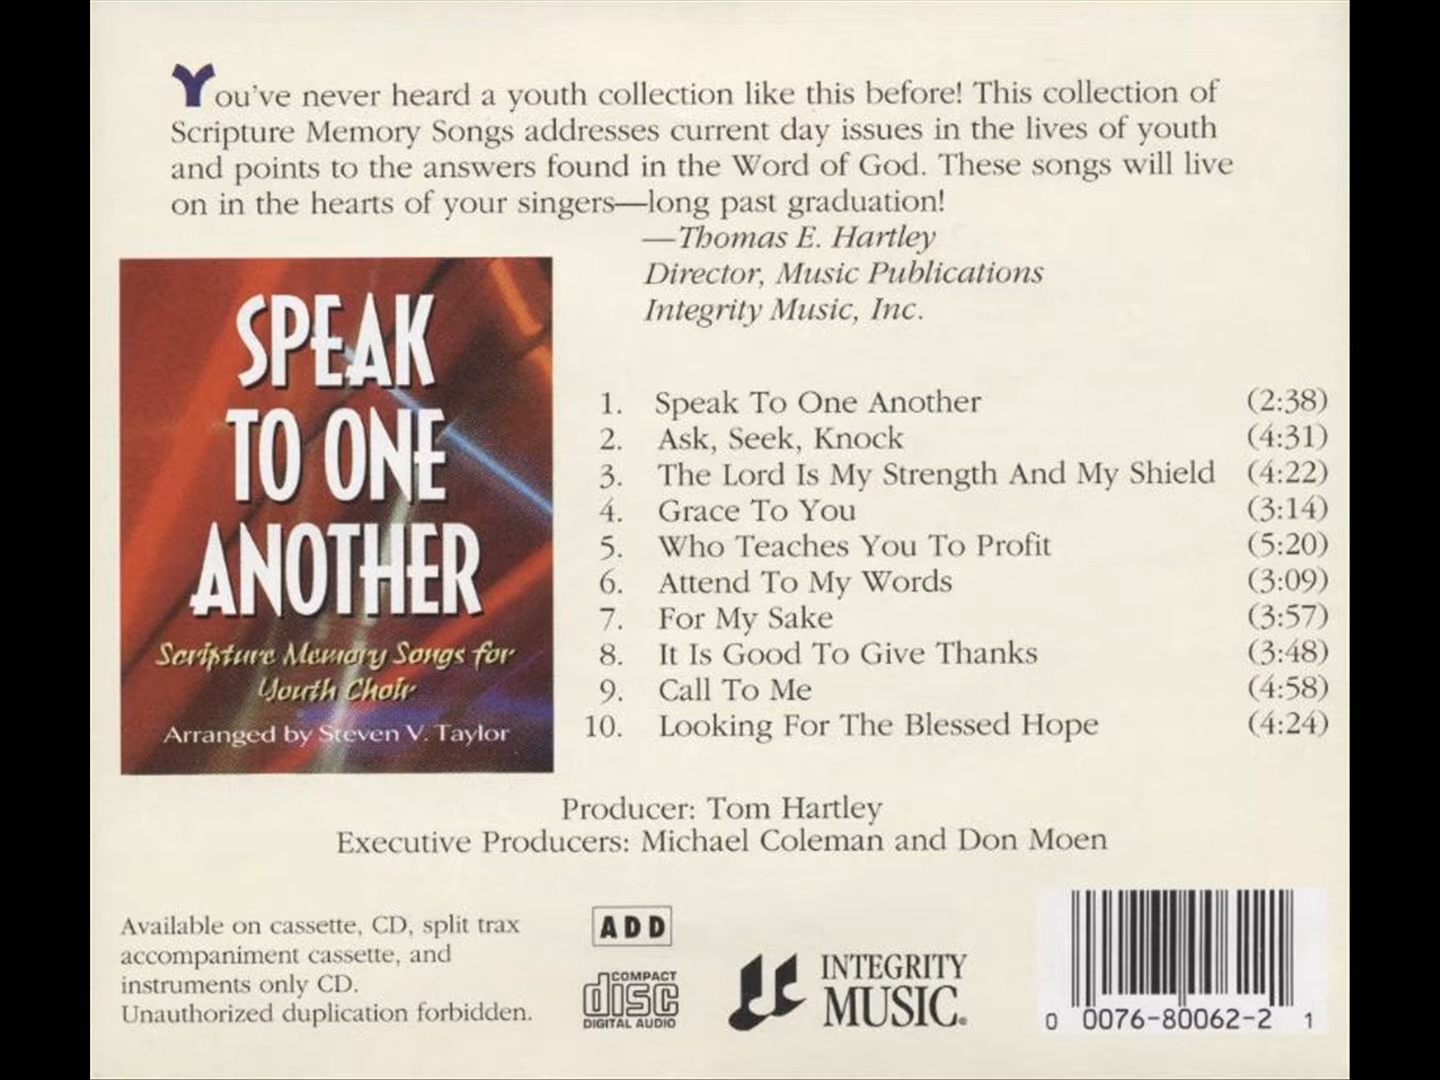 You've never heard a youth collection like this before! This collection of
Scripture Memory Songs addresses current day issues in the lives of youth
and points to the answers found in the Word of God. These songs will live
on in the hearts of your singers—long past graduation!
—Thomas E. Hartley
Director, Music Publications
Integrity Music, Inc.
SPEAK
TO ONE
ANOTHER
Scripture Memory Songs for
Youth Choir
Arranged by Steven V. Taylor
1. Speak To One Another (2:38)
2. Ask, Seek, Knock (4:31)
3. The Lord Is My Strength And My Shield (4:22)
4. Grace To You (3:14)
5. Who Teaches You To Profit (5:20)
6. Attend To My Words (3:09)
7. For My Sake (3:57)
8. It Is Good To Give Thanks (3:48)
9. Call To Me (4:58)
10. Looking For The Blessed Hope (4:24)
Producer: Tom Hartley
Executive Producers: Michael Coleman and Don Moen
Available on cassette, CD, split trax
accompaniment cassette, and
instruments only CD.
Unauthorized duplication forbidden.
ADD
COMPACT
disc
DIGITAL AUDIO
INTEGRITY
MUSIC®
0 0076-80062-2 1